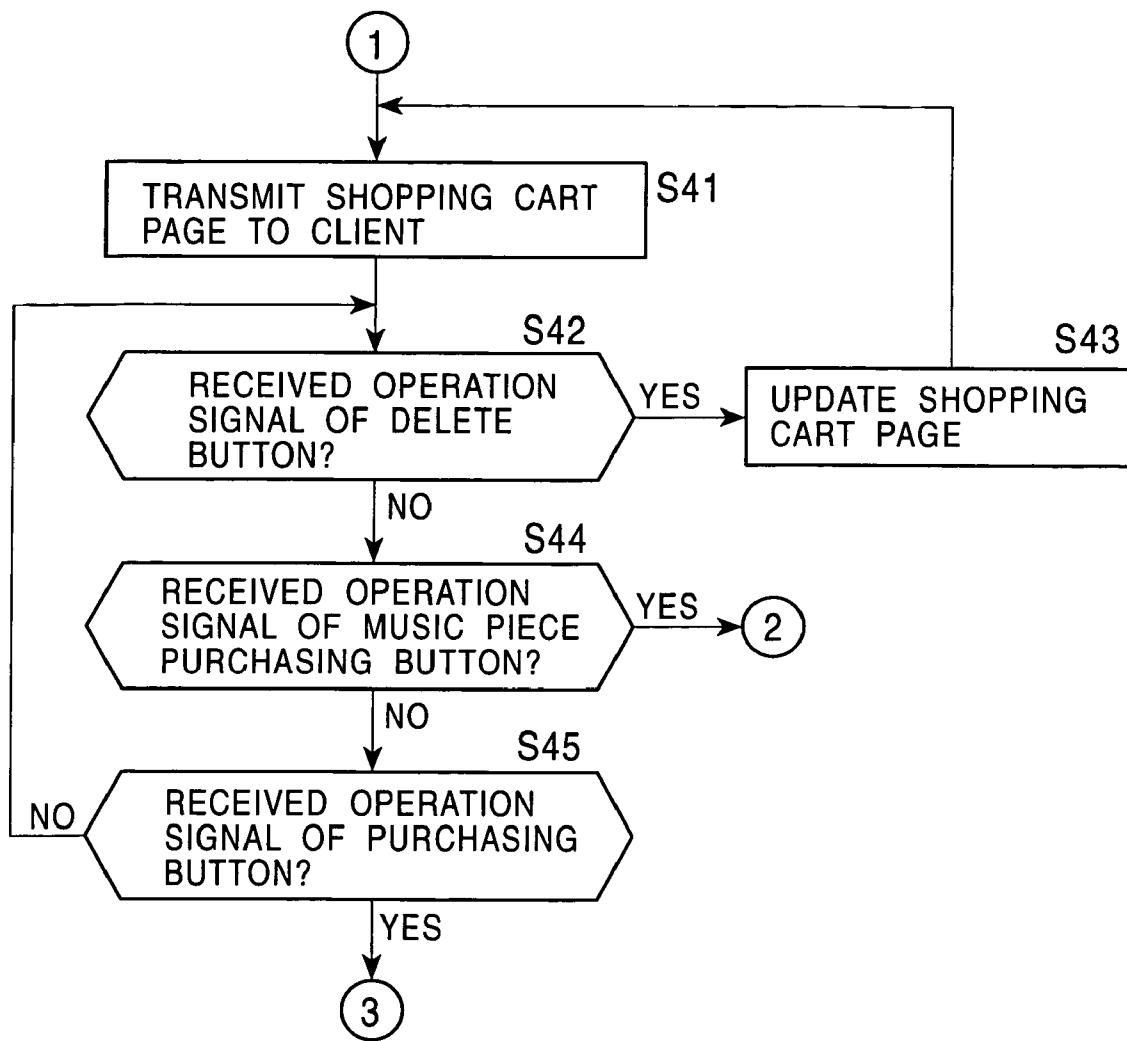 1
TRANSMIT SHOPPING CART
PAGE TO CLIENT
S41
S42
RECEIVED OPERATION
SIGNAL OF DELETE
BUTTON?
YES
S43
UPDATE SHOPPING
CART PAGE
NO
S44
RECEIVED OPERATION
SIGNAL OF MUSIC PIECE
PURCHASING BUTTON?
YES
2
NO
S45
RECEIVED OPERATION
SIGNAL OF PURCHASING
BUTTON?
NO
YES
3